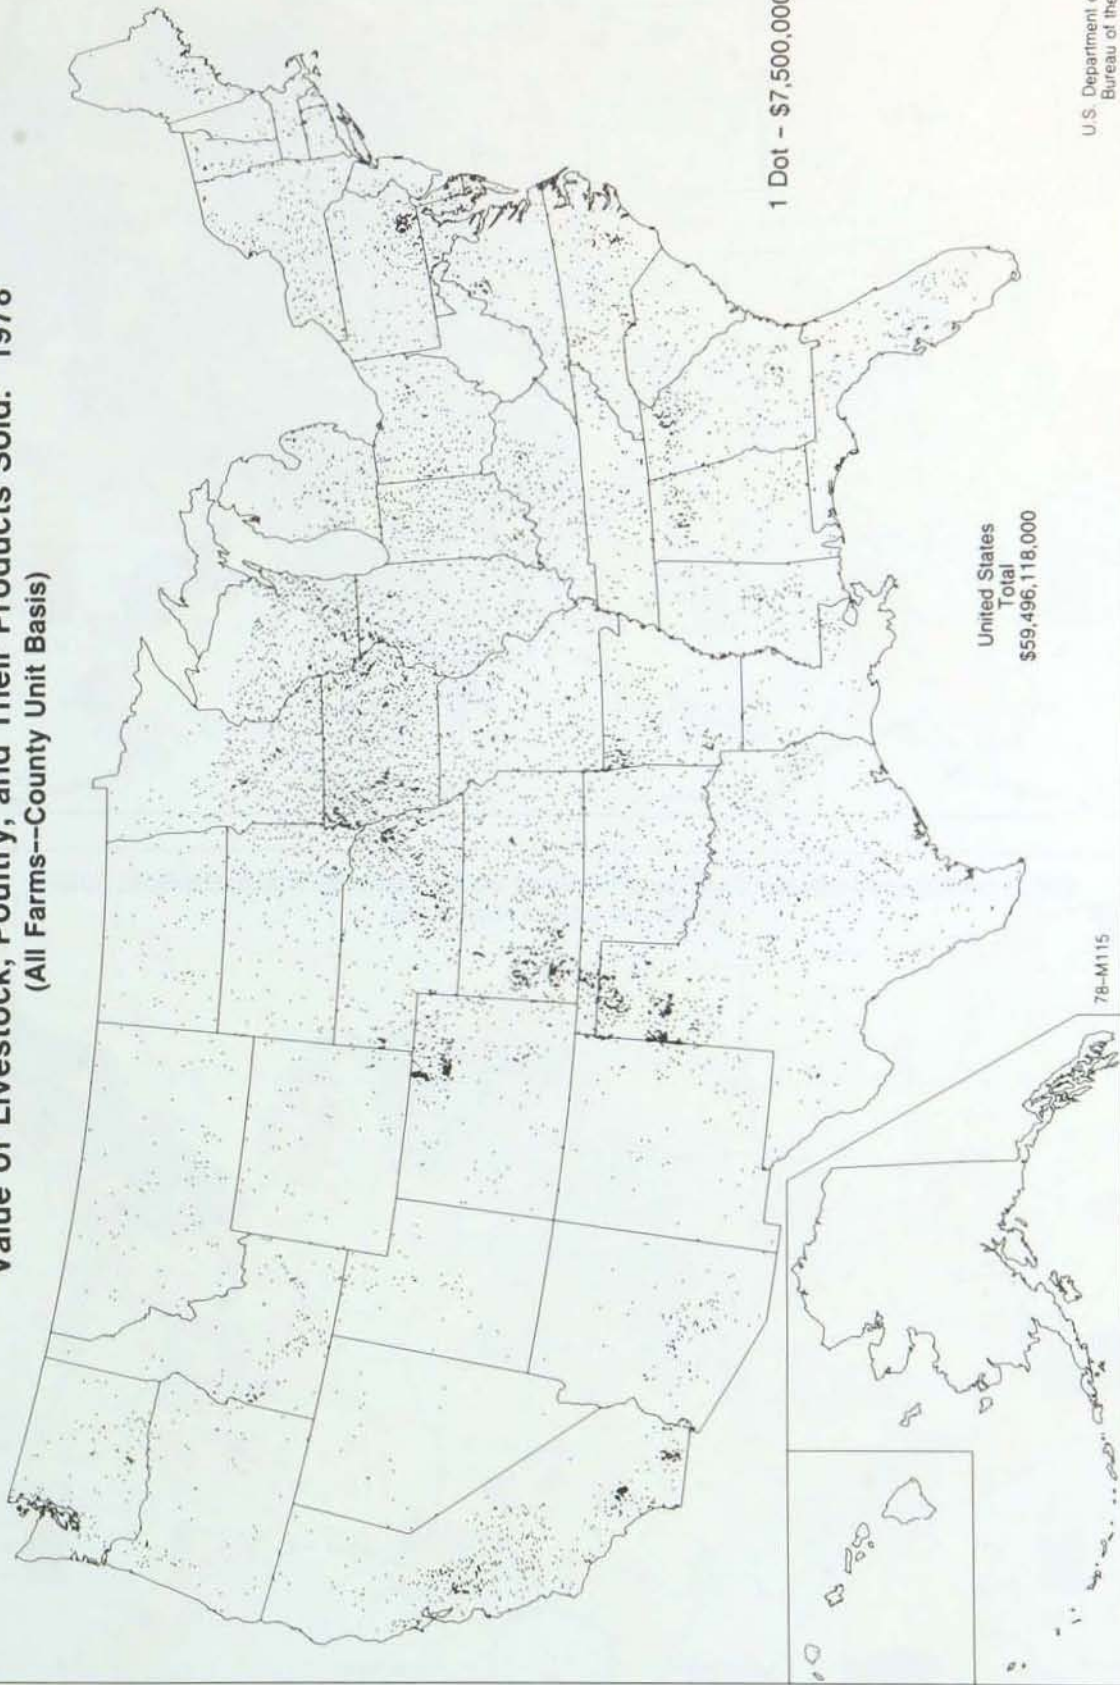 Value of Livestock, Poultry, and Their Products Sold: 1978
(All Farms—County Unit Basis)
1 Dot – $7,500,000
United States
Total
$59,496,118,000
78–M115
U.S. Department
Bureau of the